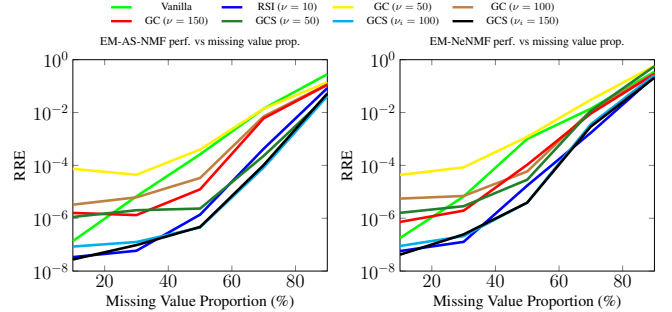 Vanilla RSI (ν = 10) GC (ν = 50) GC (ν = 100)
GC (ν = 150) GCS (ν = 50) GCS (νᵢ = 100) GCS (νᵢ = 150)
EM-AS-NMF perf. vs missing value prop.
10⁰
10⁻²
10⁻⁴
10⁻⁶
10⁻⁸
RRE
20 40 60 80
Missing Value Proportion (%)
EM-NeNMF perf. vs missing value prop.
10⁰
10⁻²
10⁻⁴
10⁻⁶
10⁻⁸
RRE
20 40 60 80
Missing Value Proportion (%)